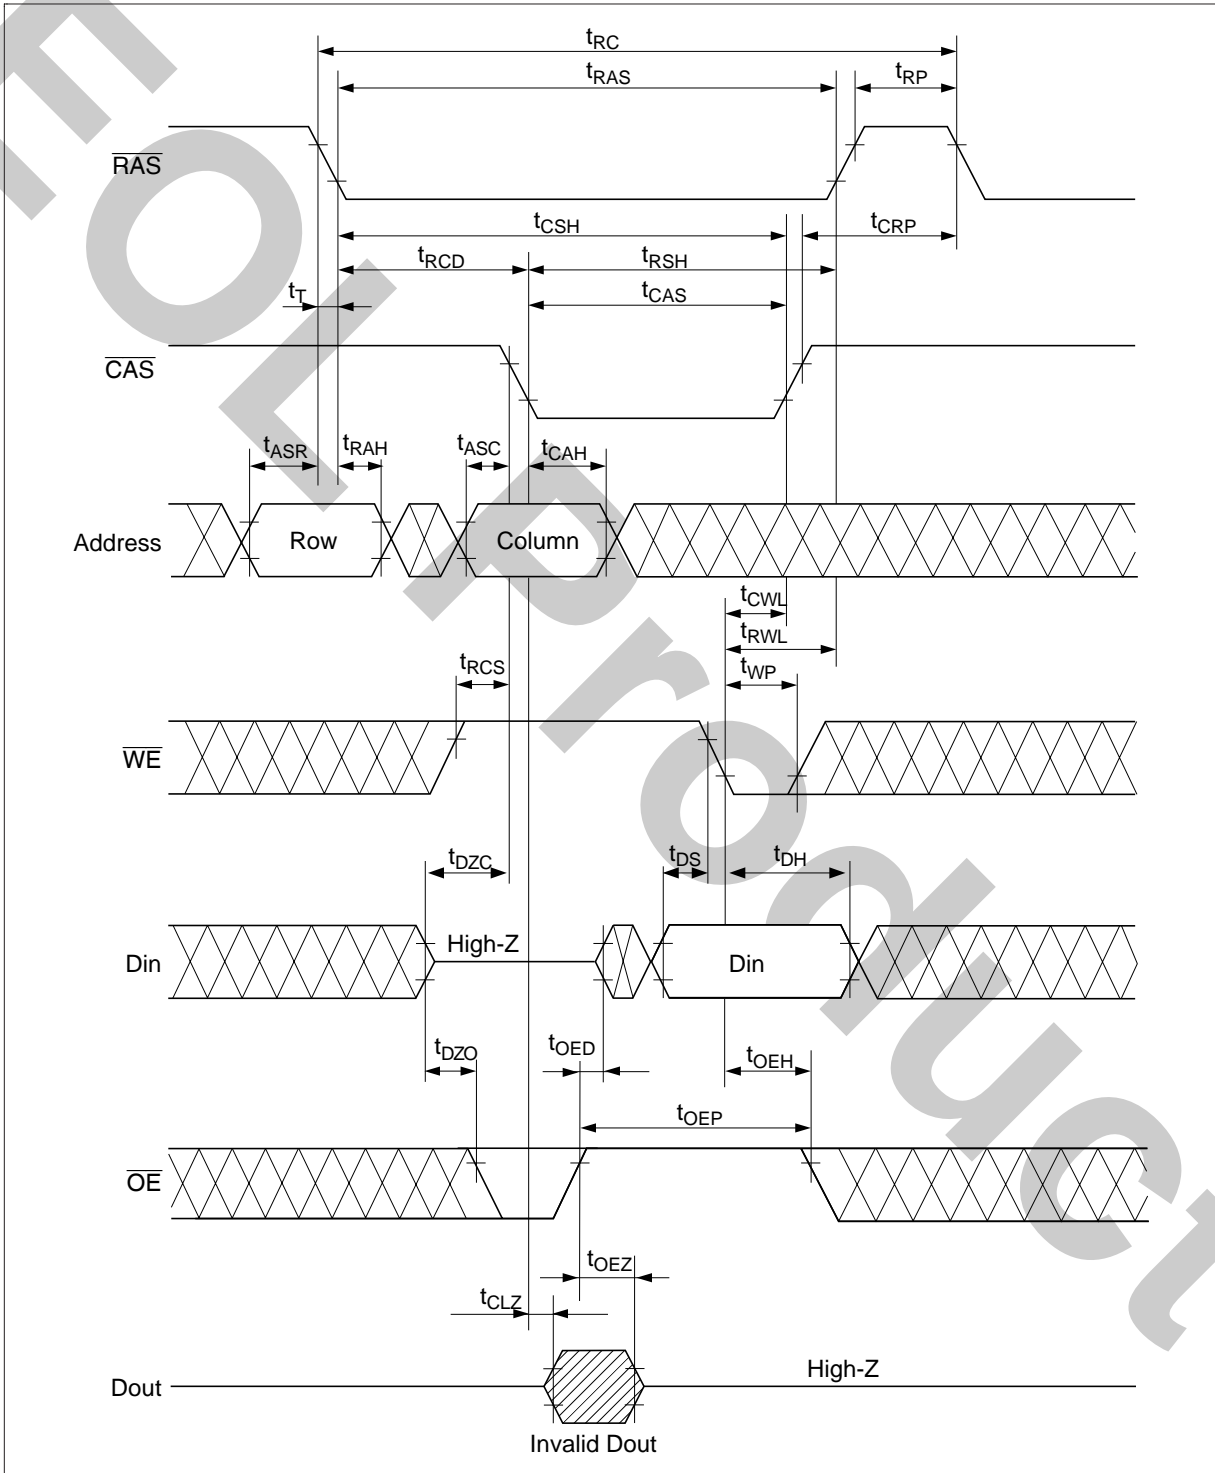 tRC
tRAS
tRP
RAS
tCSH
tCRP
tRCD
tRSH
tT
tCAS
CAS
tASR
tRAH
tASC
tCAH
Address
Row
Column
tCWL
tRWL
tRCS
tWP
WE
tDZC
tDS
tDH
High-Z
Din
Din
tDZO
tOED
tOEH
tOEP
OE
tOEZ
tCLZ
High-Z
Dout
Invalid Dout
EOL Product